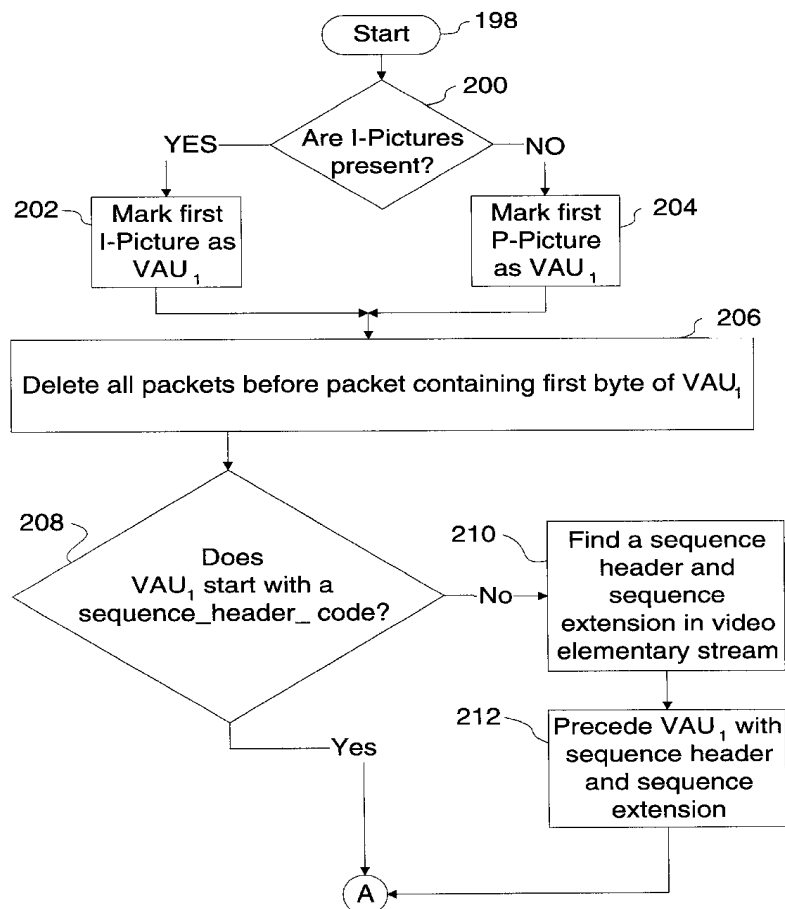 Start
198
200
Are I-Pictures
present?
YES
NO
202
Mark first
I-Picture as
VAU₁
Mark first
P-Picture
as VAU₁
204
206
Delete all packets before packet containing first byte of VAU₁
208
Does
VAU₁ start with a
sequence_header_ code?
No
210
Find a sequence
header and
sequence
extension in video
elementary stream
212
Precede VAU₁ with
sequence header
and sequence
extension
Yes
A